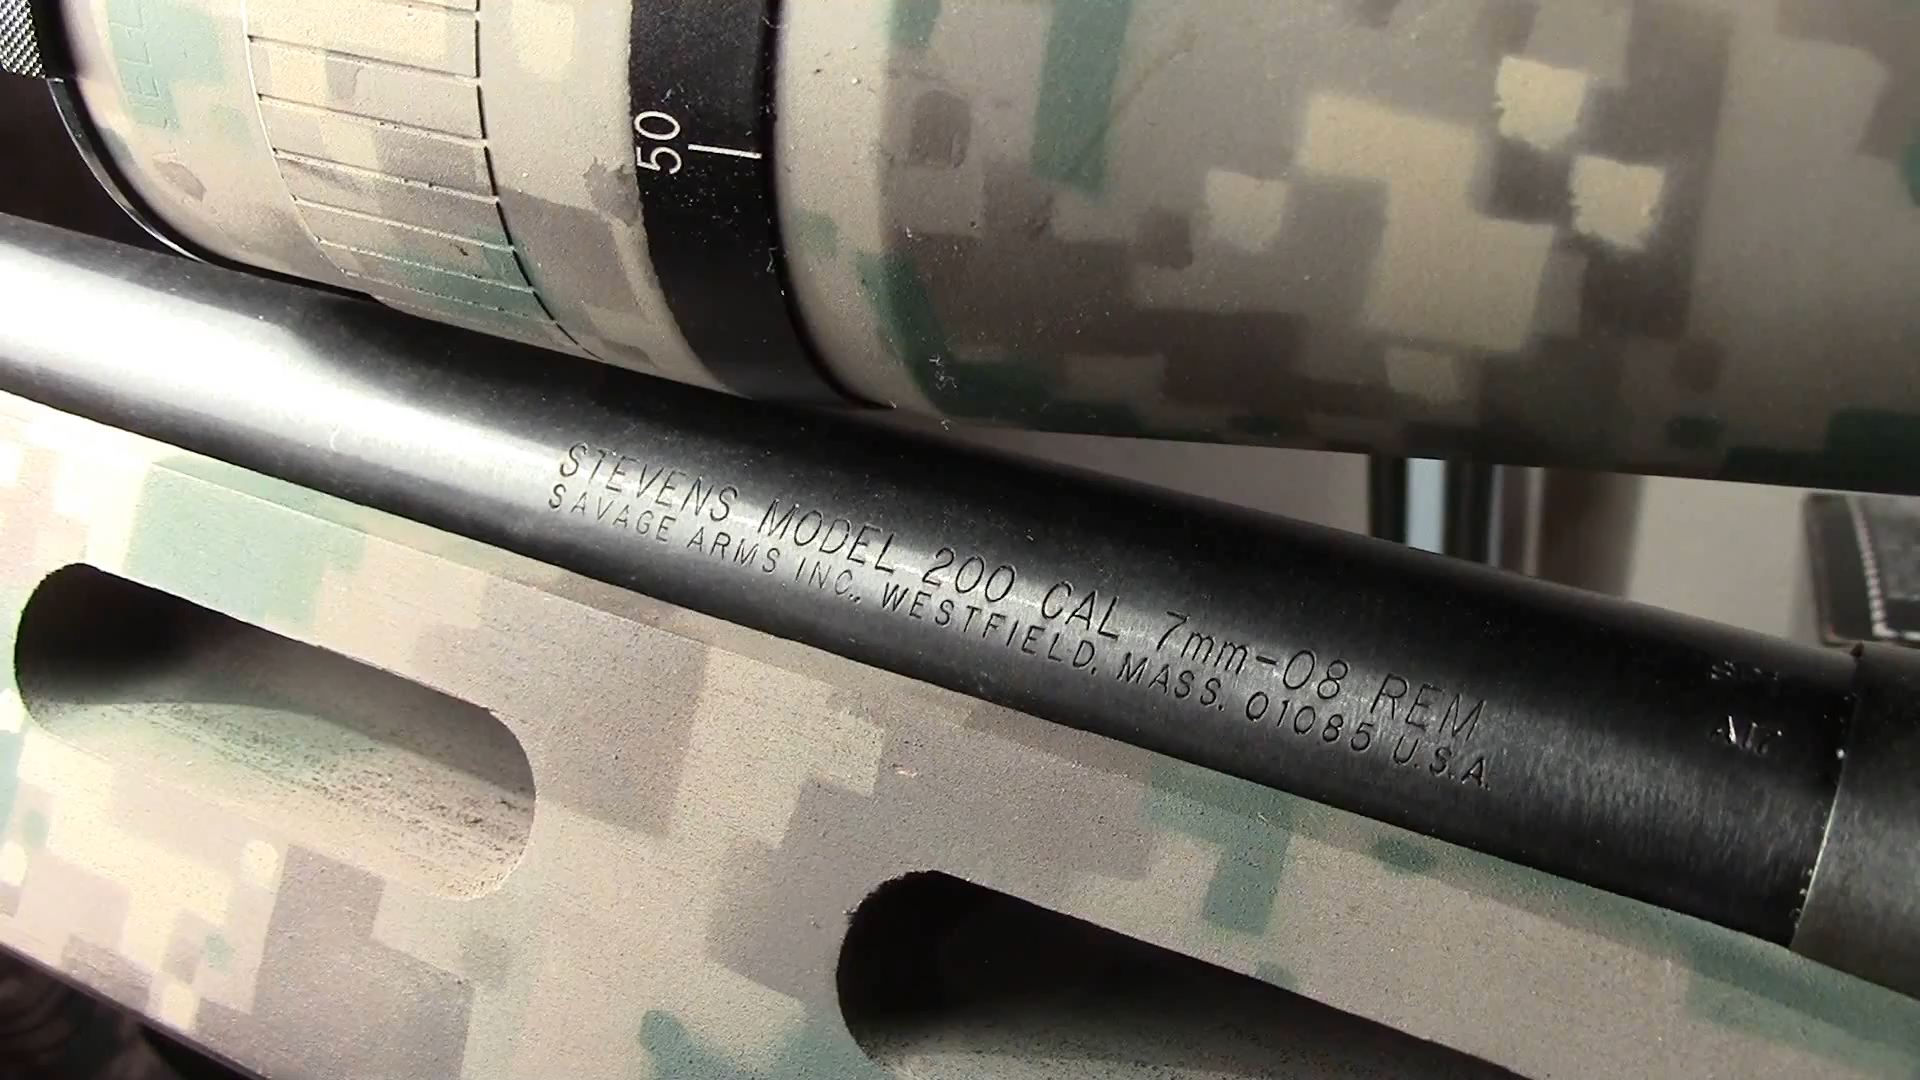 50
STEVENS MODEL 200 CAL 7mm-08 REM
SAVAGE ARMS INC., WESTFIELD, MASS. 01085 U.S.A.